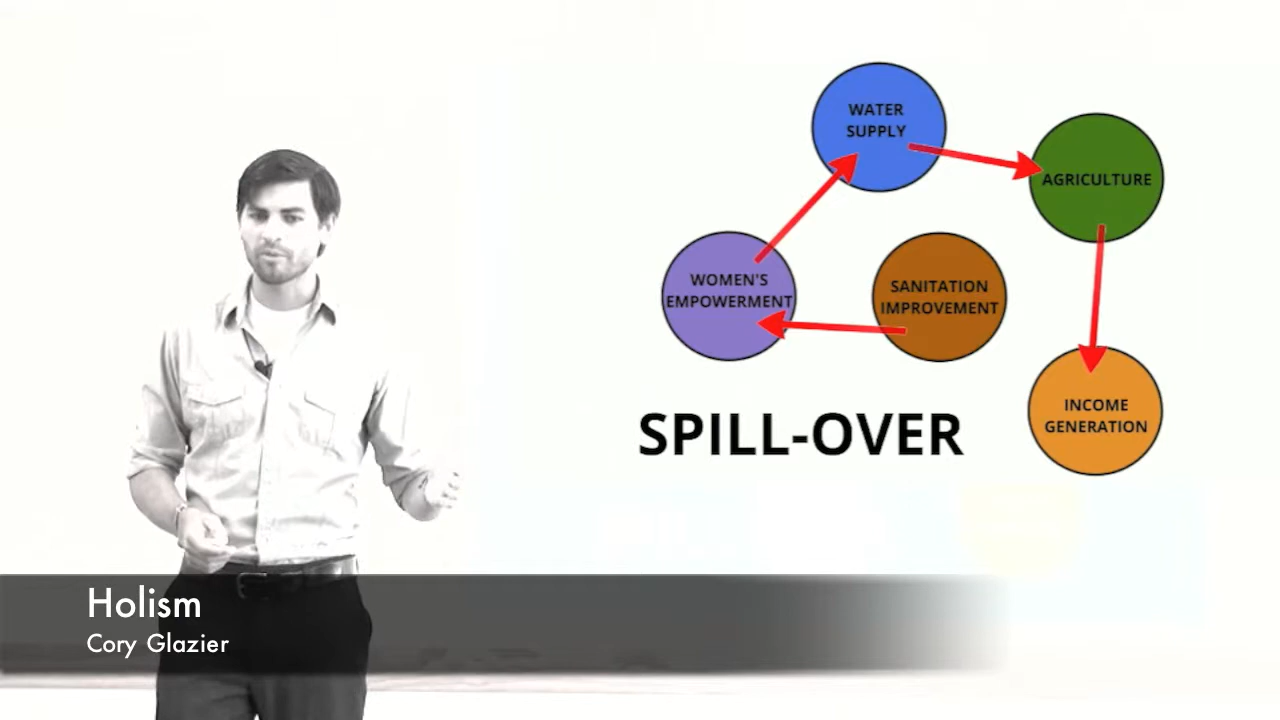 WATER
SUPPLY
AGRICULTURE
WOMEN'S
EMPOWERMENT
SANITATION
IMPROVEMENT
INCOME
GENERATION
SPILL-OVER
Holism
Cory Glazier